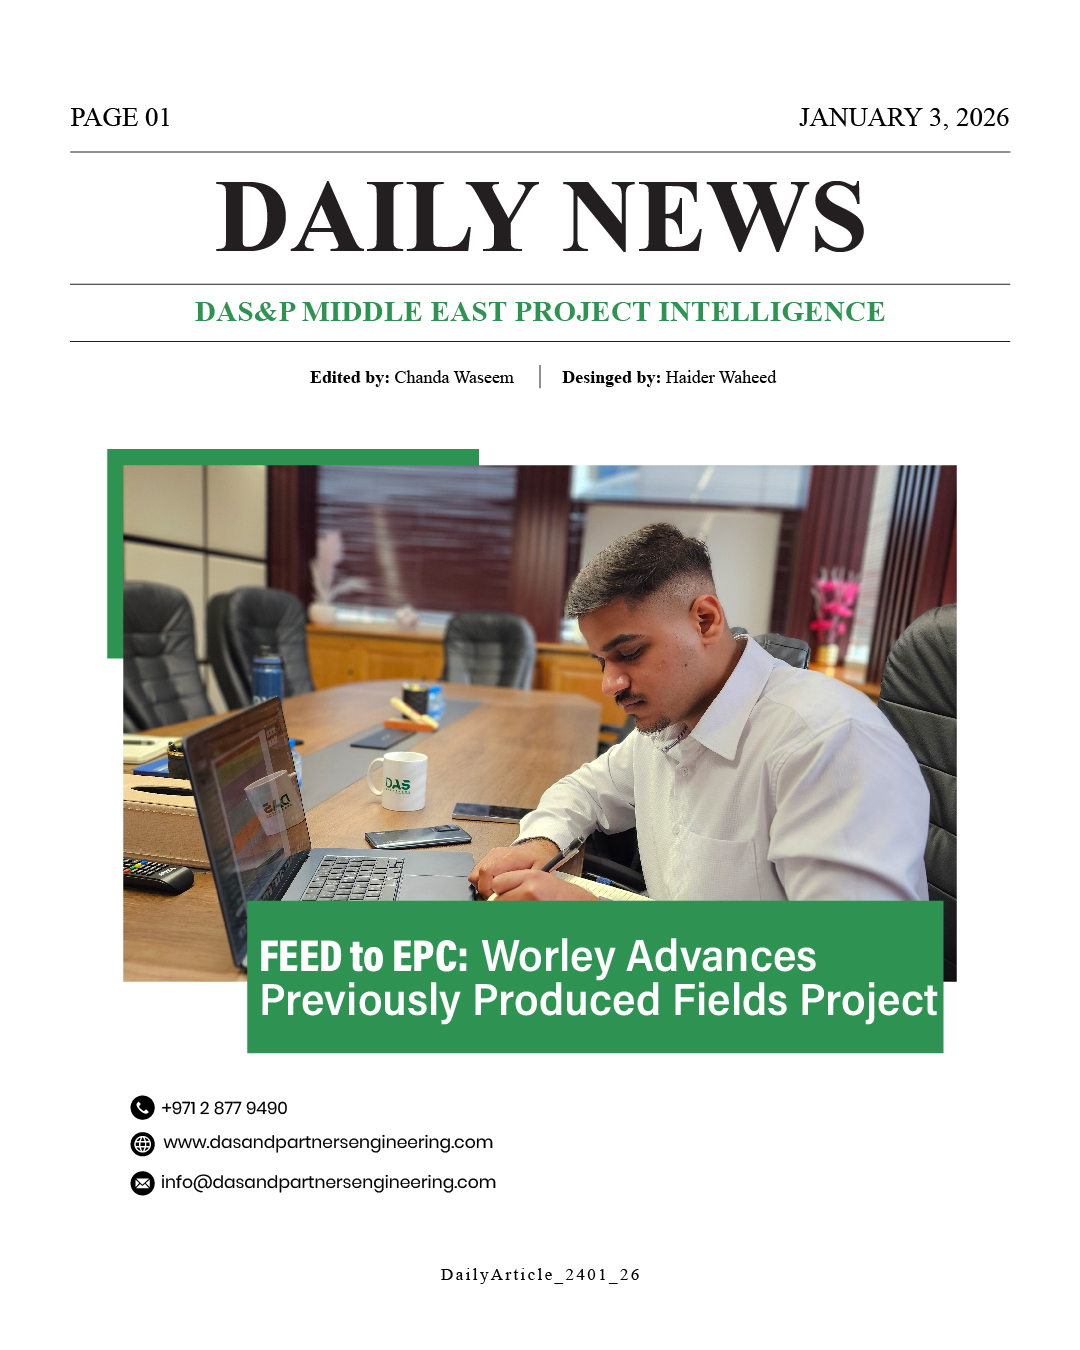 PAGE 01
JANUARY 3, 2026
DAILY NEWS
DAS&P MIDDLE EAST PROJECT INTELLIGENCE
Edited by: Chanda Waseem
Desinged by: Haider Waheed
DAS
FEED to EPC: Worley Advances
Previously Produced Fields Project
+971 2 877 9490
www.dasandpartnersengineering.com
info@dasandpartnersengineering.com
DailyArticle_2401_26